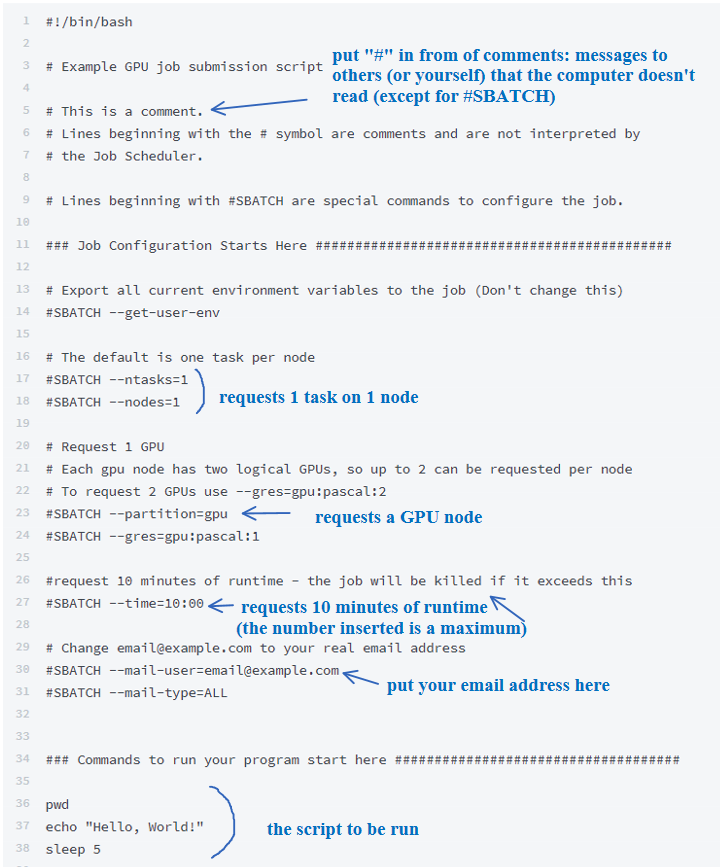 1 #!/bin/bash
2
3 # Example GPU job submission script
put "#" in from of comments: messages to
others (or yourself) that the computer doesn't
read (except for #SBATCH)
4
5 # This is a comment.
6 # Lines beginning with the # symbol are comments and are not interpreted by
7 # the Job Scheduler.
8
9 # Lines beginning with #SBATCH are special commands to configure the job.
10
11 ### Job Configuration Starts Here #############################################
12
13 # Export all current environment variables to the job (Don't change this)
14 #SBATCH --get-user-env
15
16 # The default is one task per node
17 #SBATCH --ntasks=1
18 #SBATCH --nodes=1
requests 1 task on 1 node
19
20 # Request 1 GPU
21 # Each gpu node has two logical GPUs, so up to 2 can be requested per node
22 # To request 2 GPUs use --gres=gpu:pascal:2
23 #SBATCH --partition=gpu
requests a GPU node
24 #SBATCH --gres=gpu:pascal:1
25
26 #request 10 minutes of runtime - the job will be killed if it exceeds this
27 #SBATCH --time=10:00
requests 10 minutes of runtime
(the number inserted is a maximum)
28
29 # Change email@example.com to your real email address
30 #SBATCH --mail-user=email@example.com
put your email address here
31 #SBATCH --mail-type=ALL
32
33
34 ### Commands to run your program start here ####################################
35
36 pwd
37 echo "Hello, World!"
the script to be run
38 sleep 5